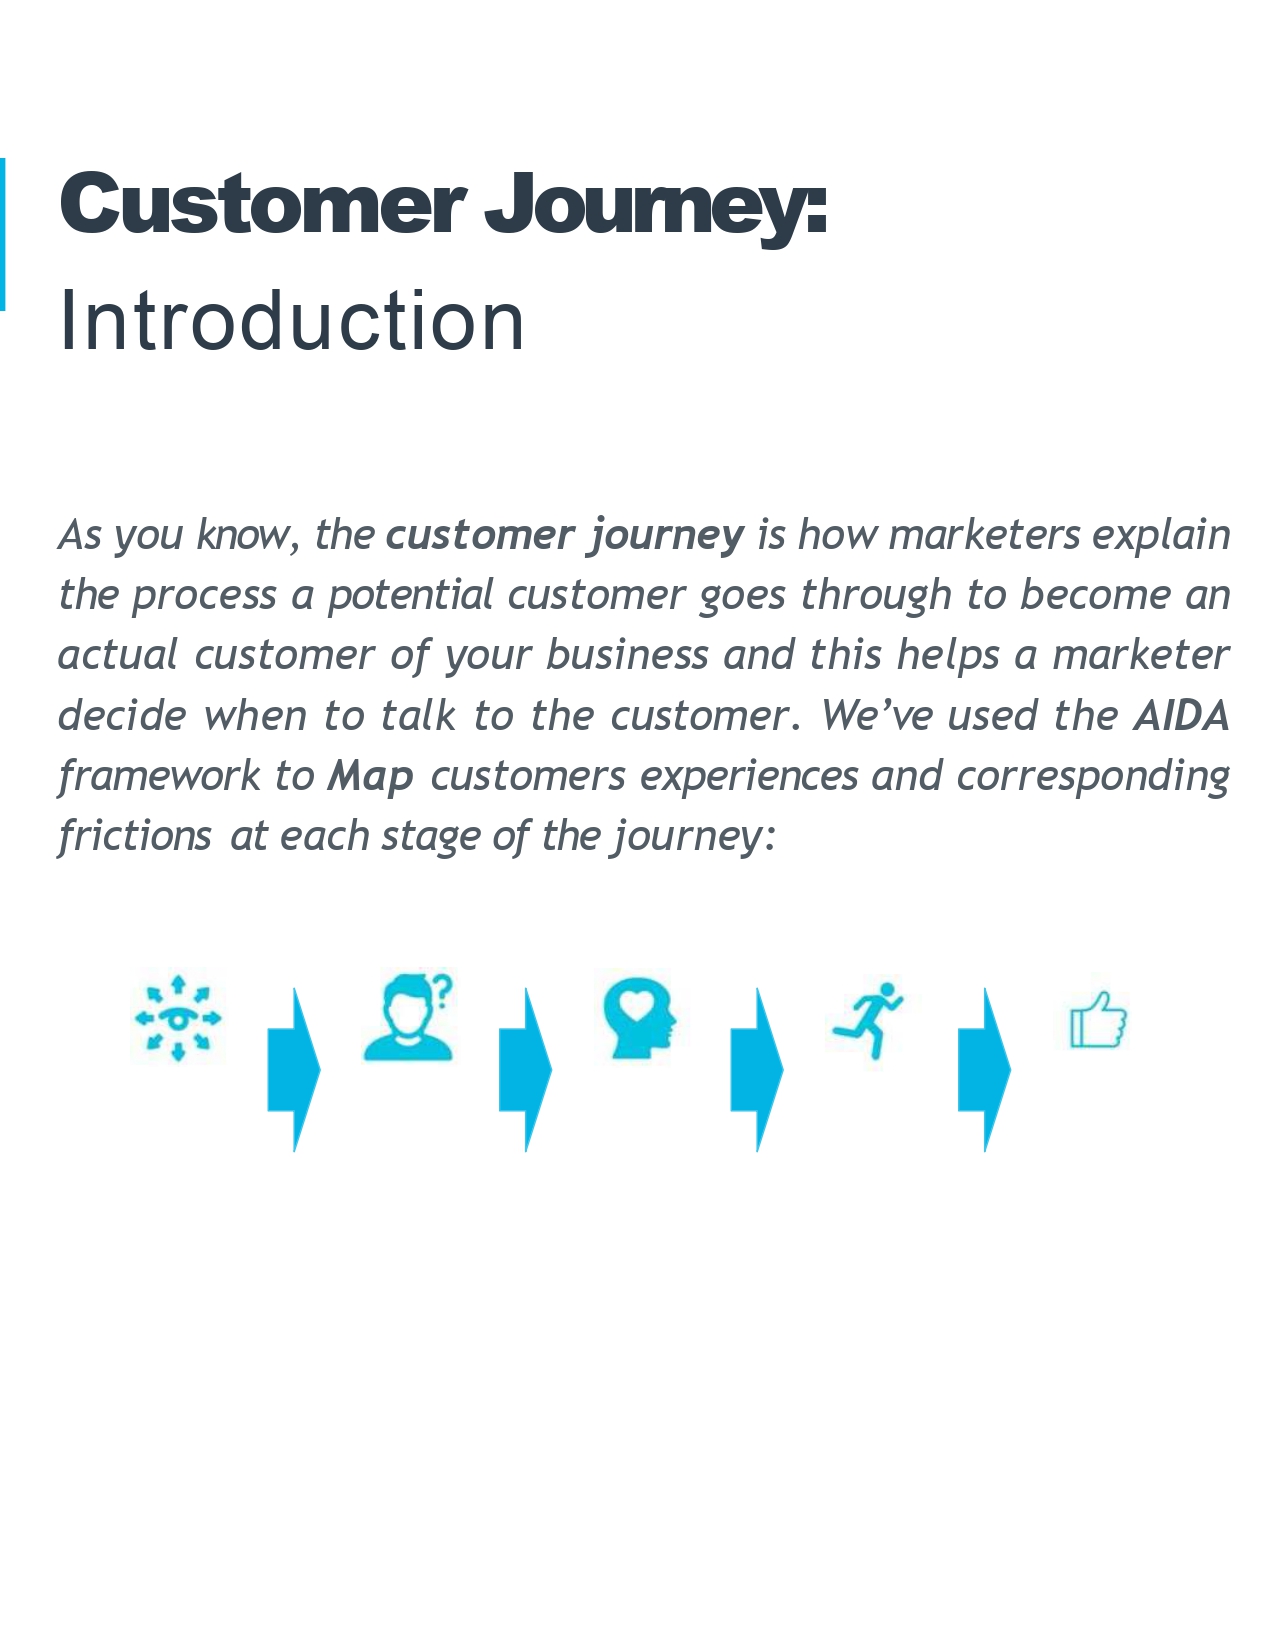 Customer Journey:
Introduction
As you know, the customer journey is how marketers explain
the process a potential customer goes through to become an
actual customer of your business and this helps a marketer
decide when to talk to the customer. We’ve used the AIDA
framework to Map customers experiences and corresponding
frictions at each stage of the journey:
?